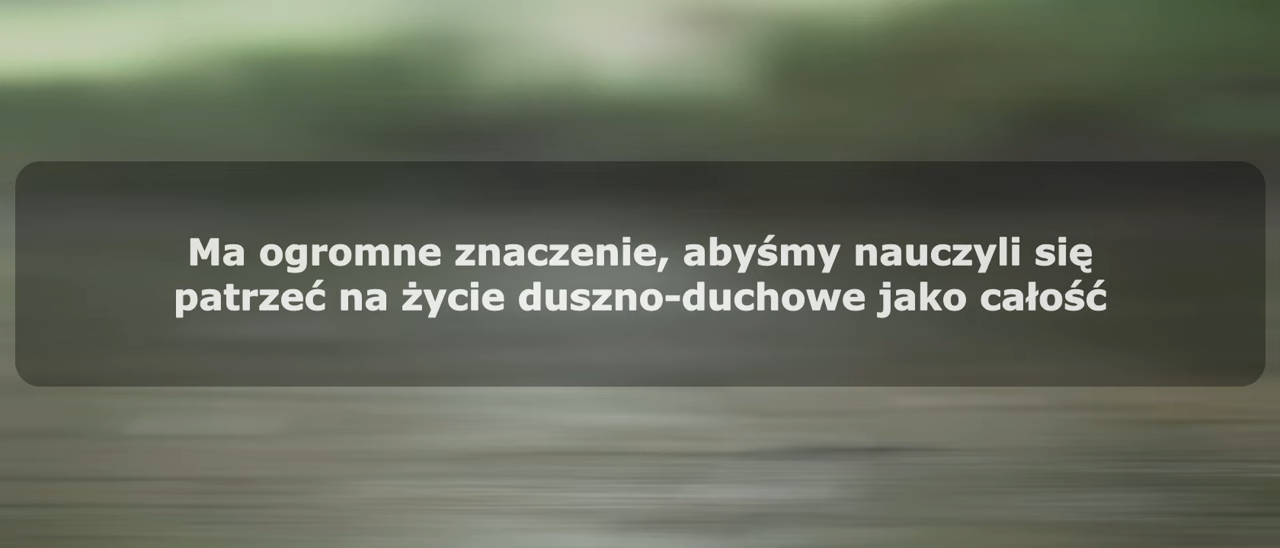 Ma ogromne znaczenie, abyśmy nauczyli się
patrzeć na życie duszno-duchowe jako całość